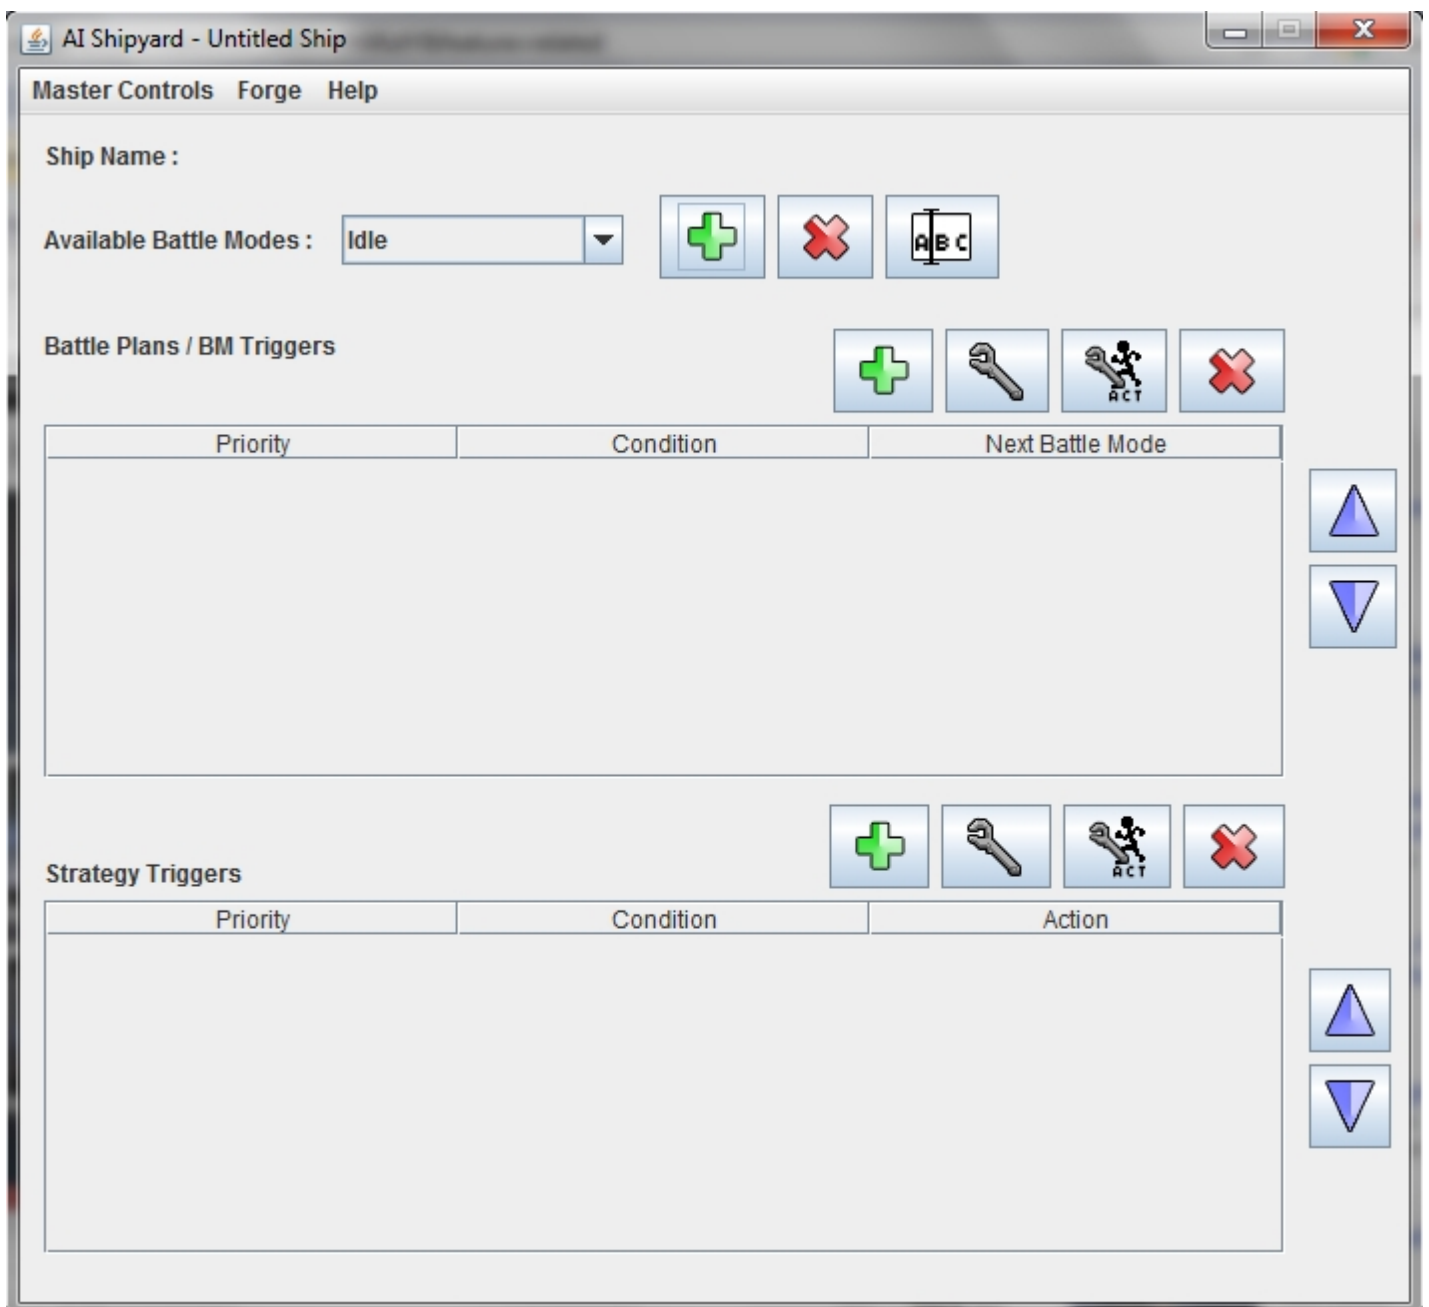 AI Shipyard - Untitled Ship
Master Controls Forge Help
Ship Name :
Available Battle Modes : Idle ABC
Battle Plans / BM Triggers
ACT
Priority Condition Next Battle Mode
ACT
Strategy Triggers
Priority Condition Action